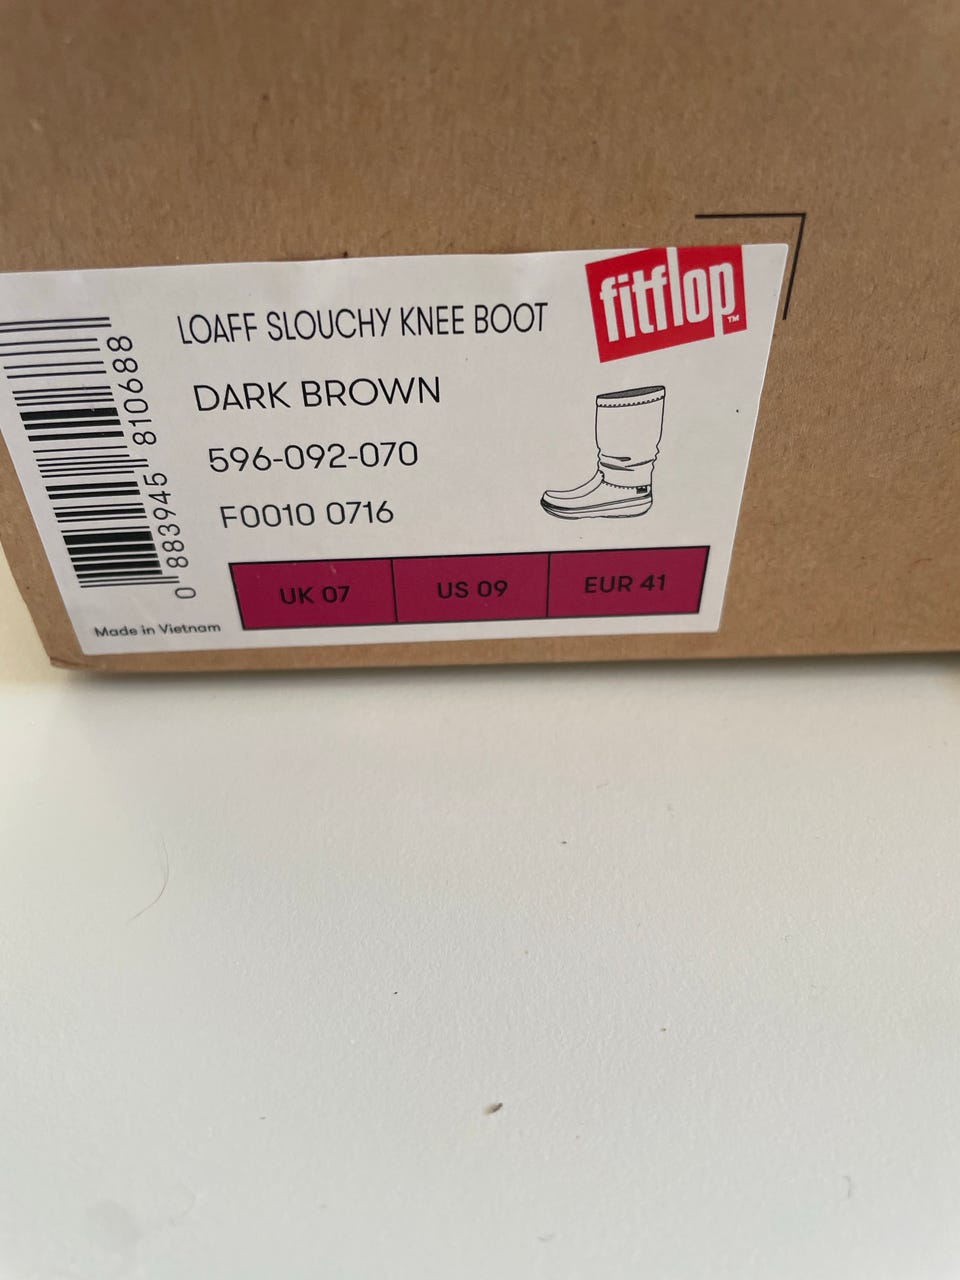 fitflop™
LOAFF SLOUCHY KNEE BOOT
DARK BROWN
596-092-070
F0010 0716
UK 07 US 09 EUR 41
0 883945 810688
Made in Vietnam